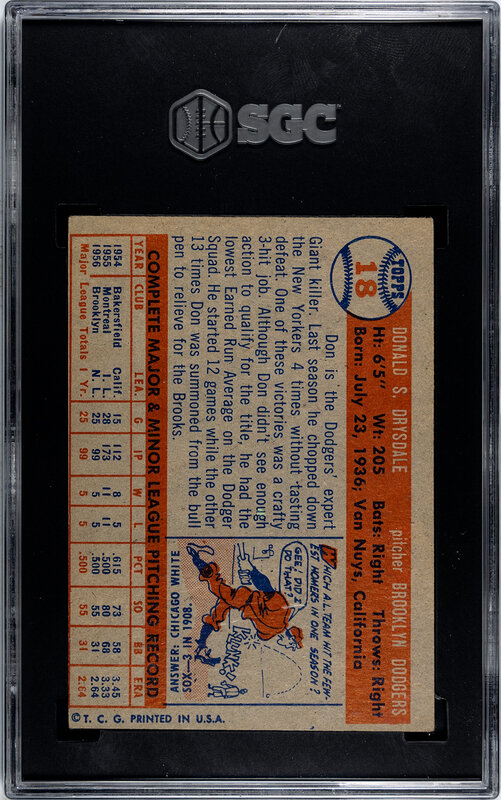 SGC
TOPPS
18
DONALD S. DRYSDALE pitcher BROOKLYN DODGERS
Ht: 6'5" Wt: 205 Bats: Right Throws: Right
Born: July 23, 1936; Van Nuys, California
Don is the Dodgers' expert
Giant killer. Last season he chopped down
the New Yorkers 4 times without tasting
defeat. One of these victories was a crafty
3-hit job. Although Don didn't see enough
action to qualify for the title, he had the
lowest Earned Run Average on the Dodger
Squad. He started 12 games while the other
13 times Don was summoned from the bull
pen to relieve for the Brooks.
WHICH A.L. TEAM HIT THE FEW-
EST HOMERS IN ONE SEASON?
GEE, DID I
DO THAT?
ANSWER: CHICAGO WHITE
SOX-3-IN 1908.
COMPLETE MAJOR & MINOR LEAGUE PITCHING RECORD
YEAR CLUB LEA. G IP W L PCT SO BB ERA
1954 Bakersfield Calif. 15 112 8 5 .615 73 58 3.45
1955 Montreal I. L. 28 173 11 11 .500 80 68 3.33
1956 Brooklyn N. L. 25 99 5 5 .500 55 31 2.64
Major League Totals 1 Yr. 25 99 5 5 .500 55 31 2.64
© T. C. G. PRINTED IN U.S.A.